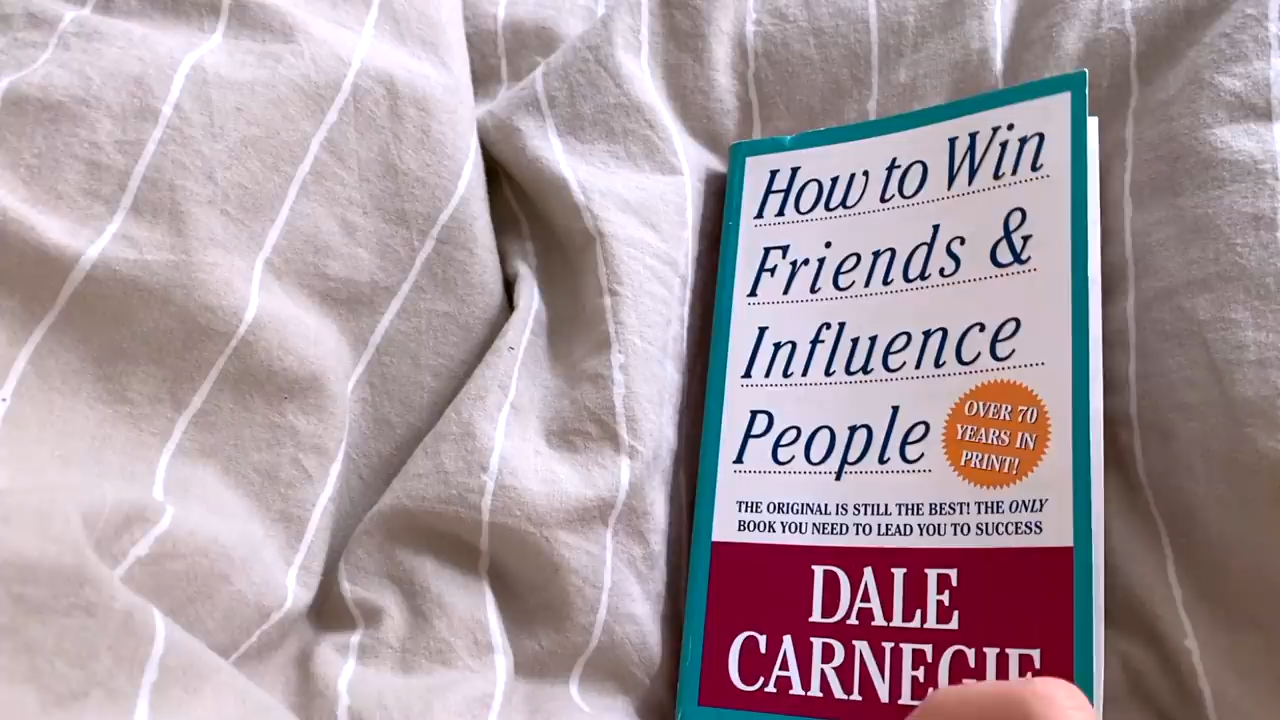 How to Win
Friends &
Influence
People
OVER 70
YEARS IN
PRINT!
THE ORIGINAL IS STILL THE BEST! THE ONLY
BOOK YOU NEED TO LEAD YOU TO SUCCESS
DALE
CARNEGIE